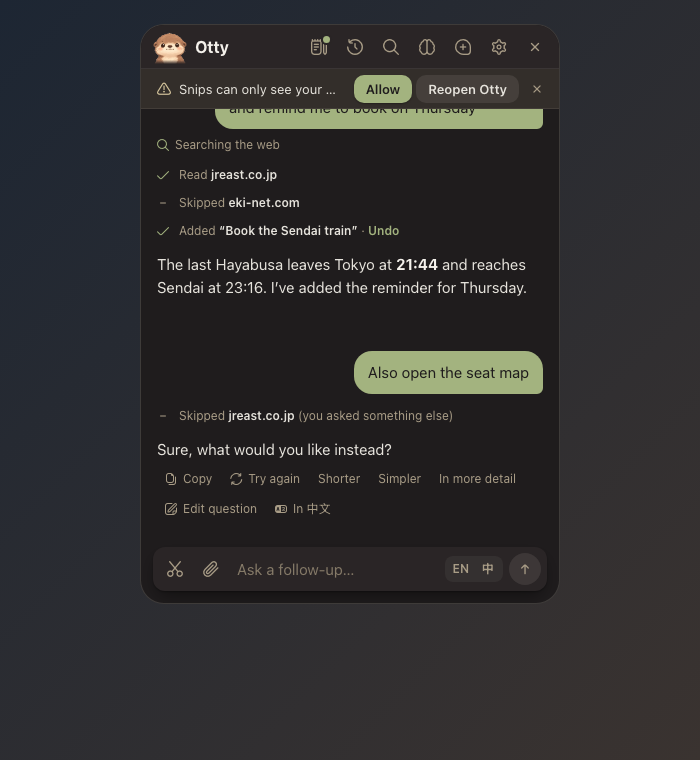 Otty
Snips can only see your ...
Allow
Reopen Otty
and remind me to book on Thursday
Searching the web
Read jreast.co.jp
Skipped eki-net.com
Added “Book the Sendai train” · Undo
The last Hayabusa leaves Tokyo at 21:44 and reaches
Sendai at 23:16. I’ve added the reminder for Thursday.
Also open the seat map
Skipped jreast.co.jp (you asked something else)
Sure, what would you like instead?
Copy Try again Shorter Simpler In more detail
Edit question In 中文
Ask a follow-up... EN 中